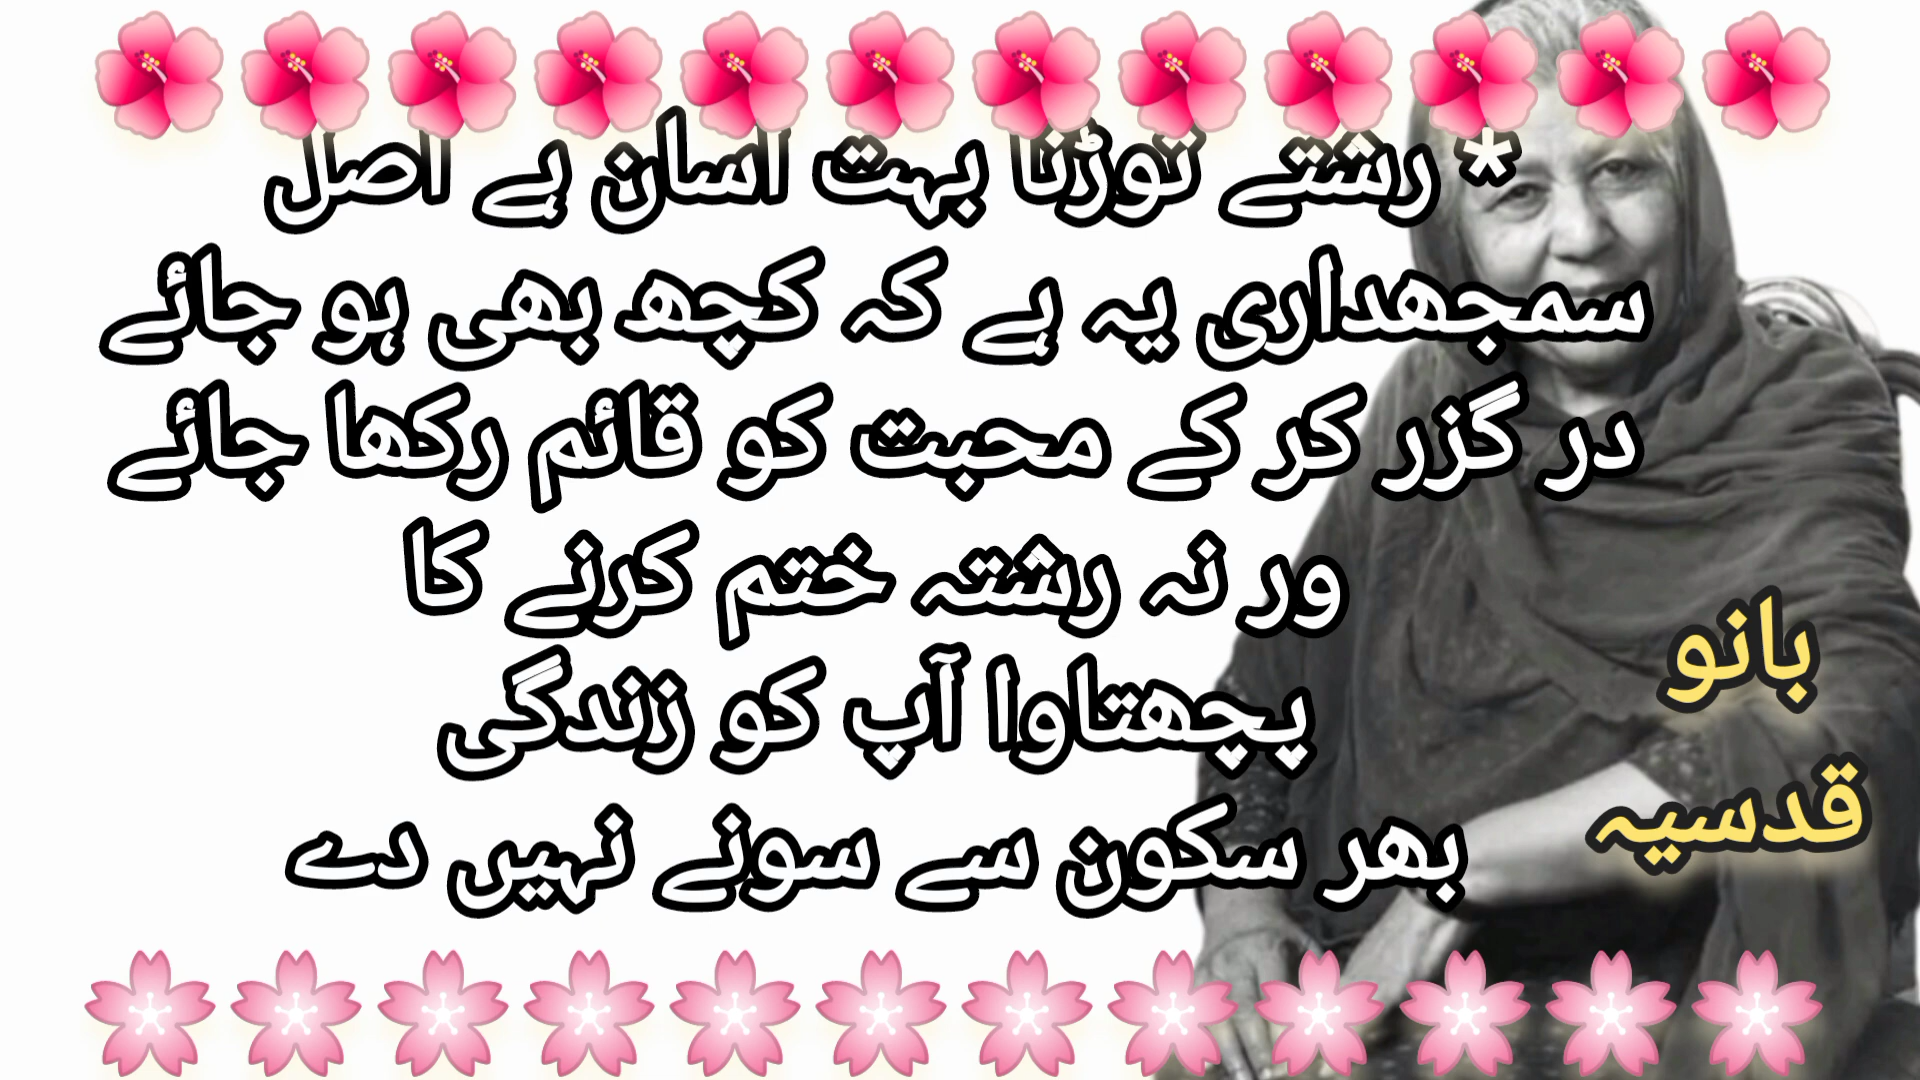 * رشتے توڑنا بہت آسان ہے اصل
سمجھداری یہ ہے کہ کچھ بھی ہو جائے
در گزر کر کے محبت کو قائم رکھا جائے
ور نہ رشتہ ختم کرنے کا
پچھتاوا آپ کو زندگی
بھر سکون سے سونے نہیں دے
بانو
قدسیہ